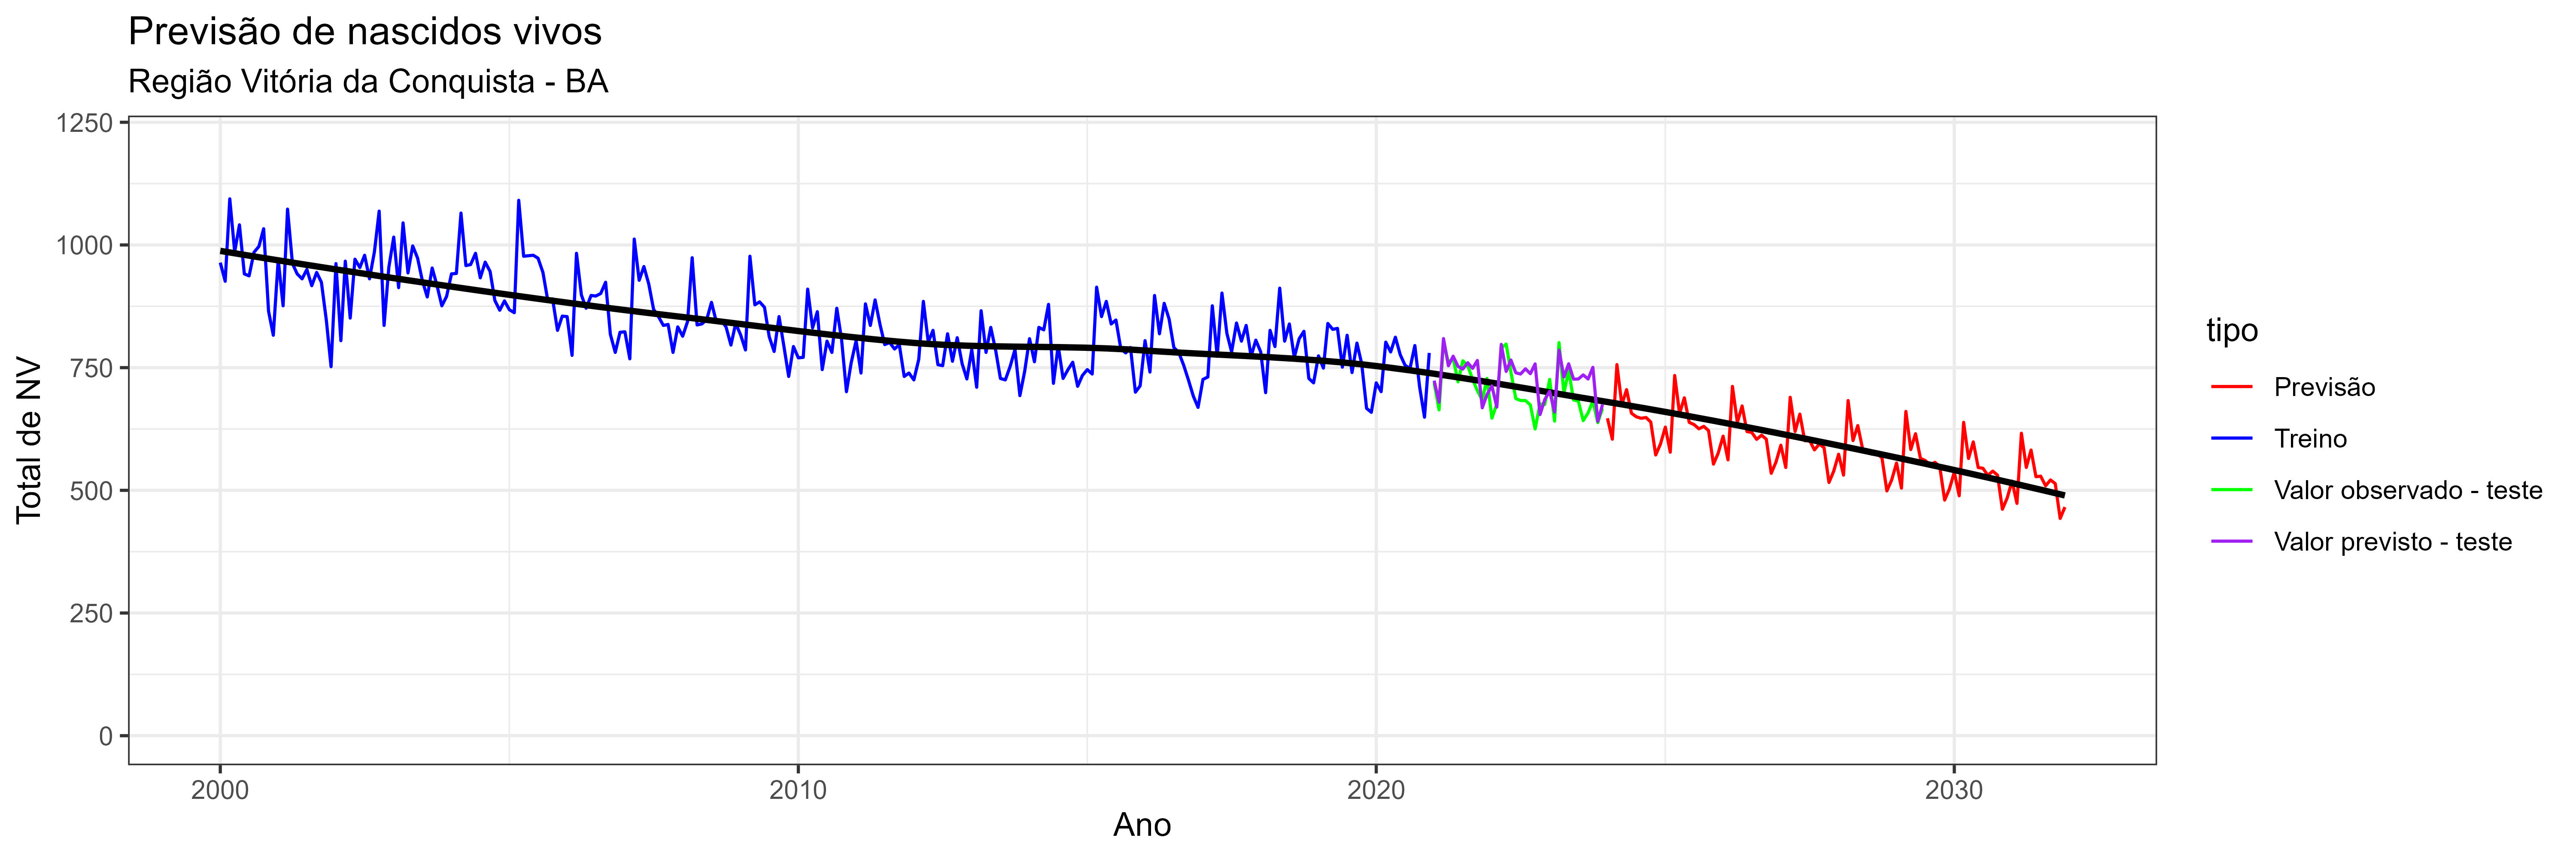 Previsão de nascidos vivos
Região Vitória da Conquista - BA
1250
1000
750
500
250
0
Total de NV
2000
2010
2020
2030
Ano
tipo
Previsão
Treino
Valor observado - teste
Valor previsto - teste